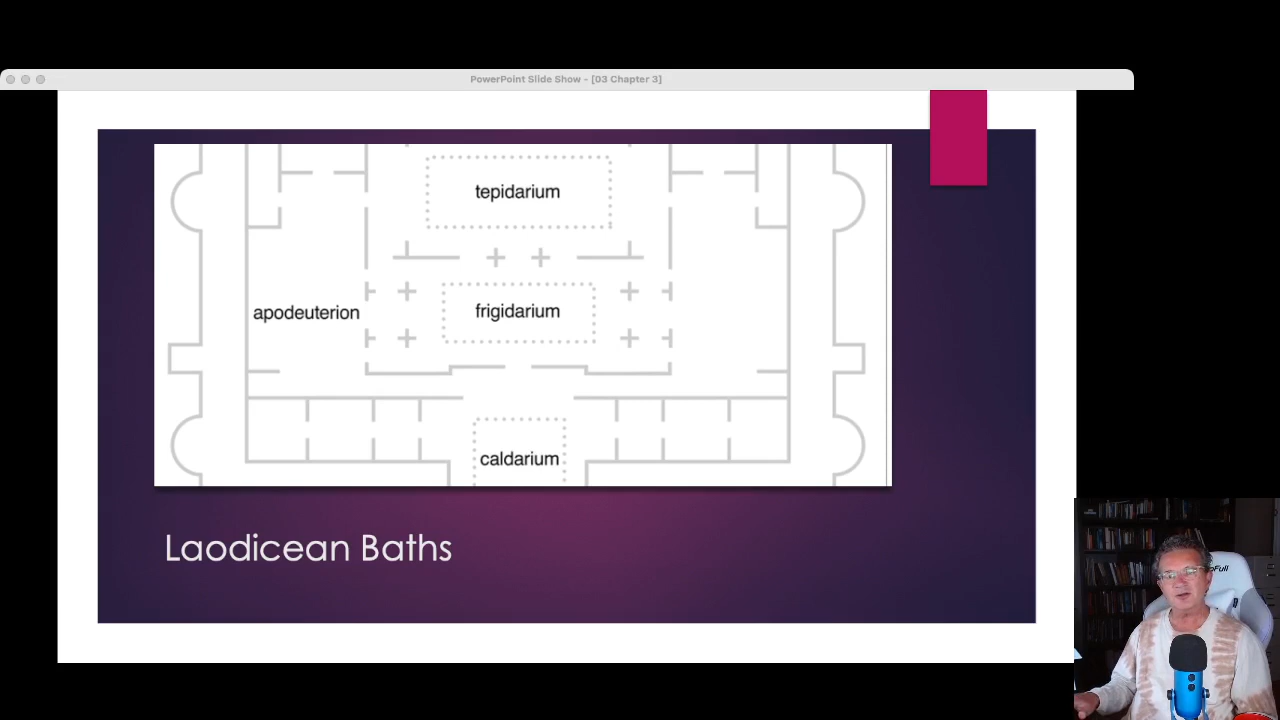 PowerPoint Slide Show - [03 Chapter 3]
tepidarium
apodeuterion
frigidarium
caldarium
Laodicean Baths